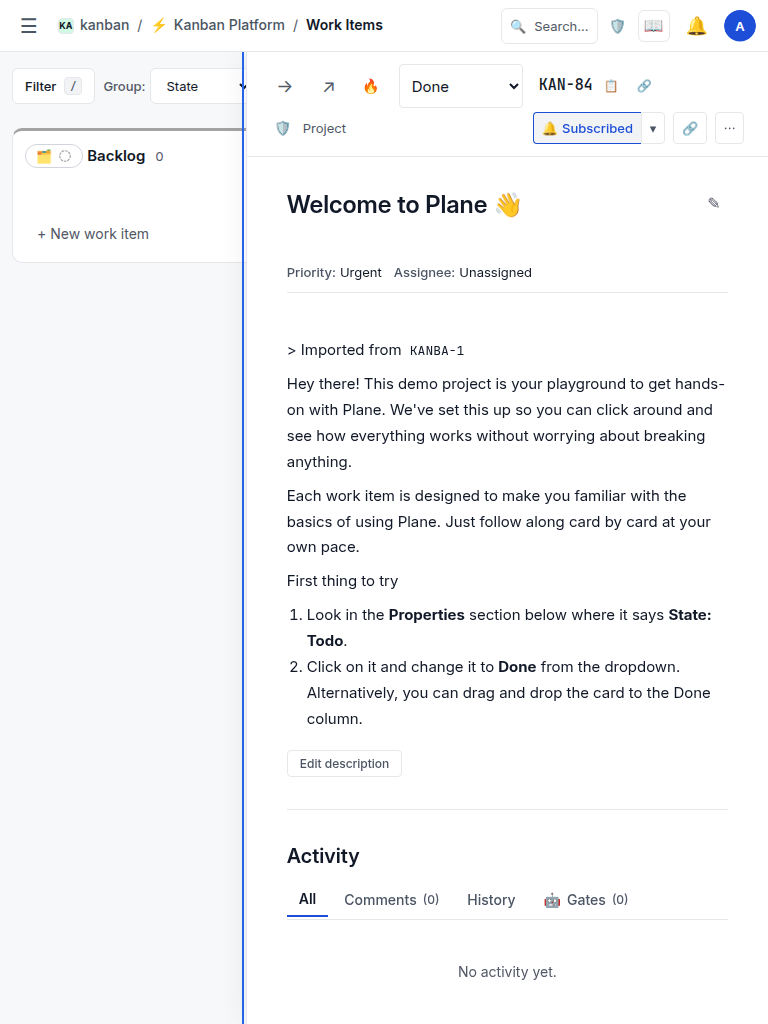 ☰ KA kanban / ⚡ Kanban Platform / Work Items 🔍 Search... 🛡️ 📖 🔔 A
Filter / Group: State
🗂️ Backlog 0
+ New work item
→ ↗ 🔥 Done KAN-84 📋 🔗
🛡️ Project 🔔 Subscribed ▾ 🔗 ···
Welcome to Plane 👋 ✎
Priority: Urgent Assignee: Unassigned
> Imported from KANBA-1
Hey there! This demo project is your playground to get hands-
on with Plane. We've set this up so you can click around and
see how everything works without worrying about breaking
anything.
Each work item is designed to make you familiar with the
basics of using Plane. Just follow along card by card at your
own pace.
First thing to try
1. Look in the Properties section below where it says State:
Todo.
2. Click on it and change it to Done from the dropdown.
Alternatively, you can drag and drop the card to the Done
column.
Edit description
Activity
All Comments (0) History 🤖 Gates (0)
No activity yet.